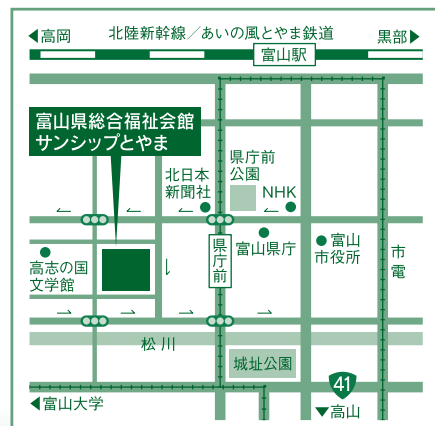 ◀高岡
北陸新幹線／あいの風とやま鉄道
黒部▶
富山駅
富山県総合福祉会館
サンシップとやま
北日本
新聞社
県庁前
公園
NHK
富山県庁
富山
市役所
市電
県庁前
高志の国
文学館
松川
城址公園
41
◀富山大学
▼高山